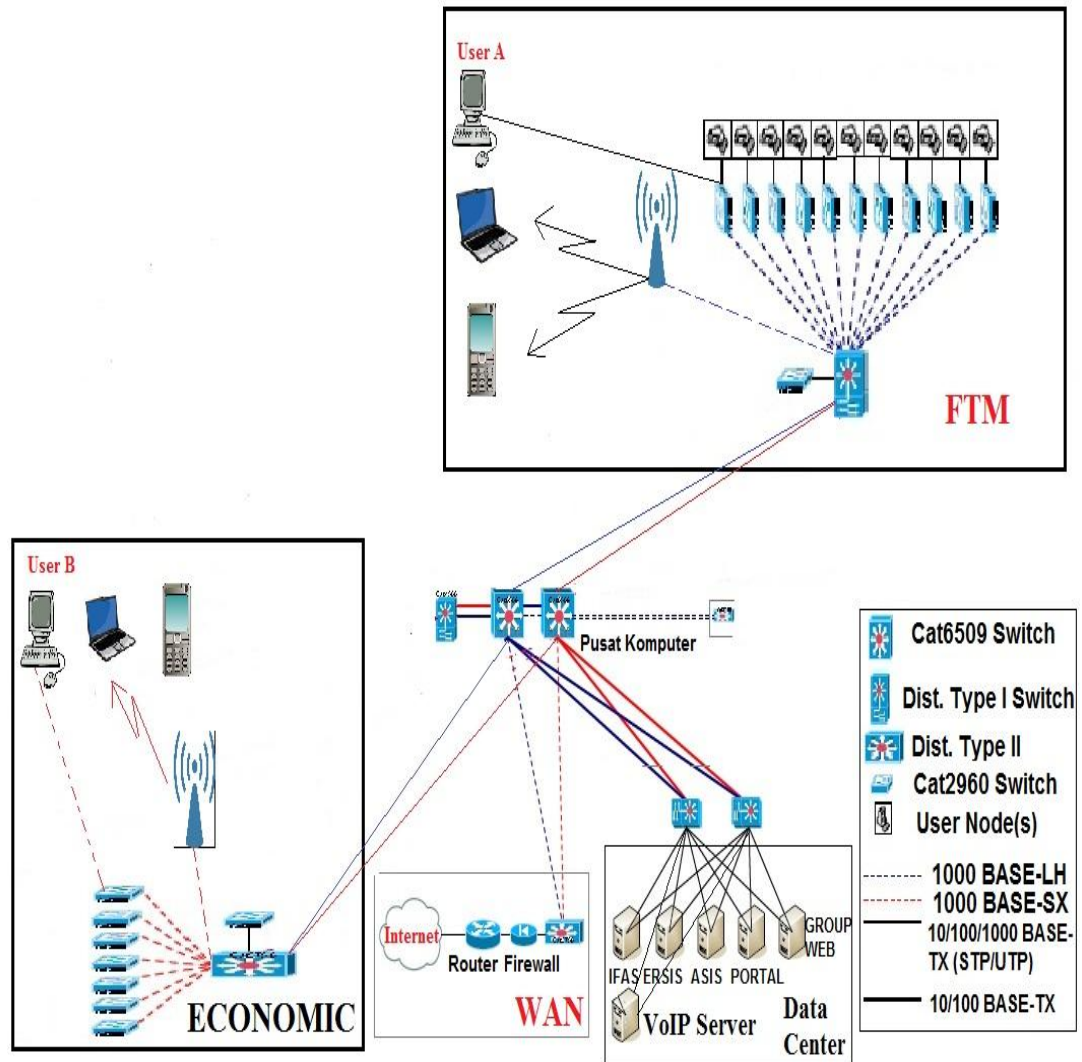 User A
FTM
User B
ECONOMIC
Pusat Komputer
Internet
Router Firewall
WAN
IFAS ERSIS ASIS PORTAL
GROUP
WEB
VoIP Server
Data
Center
Cat6509 Switch
Dist. Type I Switch
Dist. Type II
Cat2960 Switch
User Node(s)
1000 BASE-LH
1000 BASE-SX
10/100/1000 BASE-
TX (STP/UTP)
10/100 BASE-TX